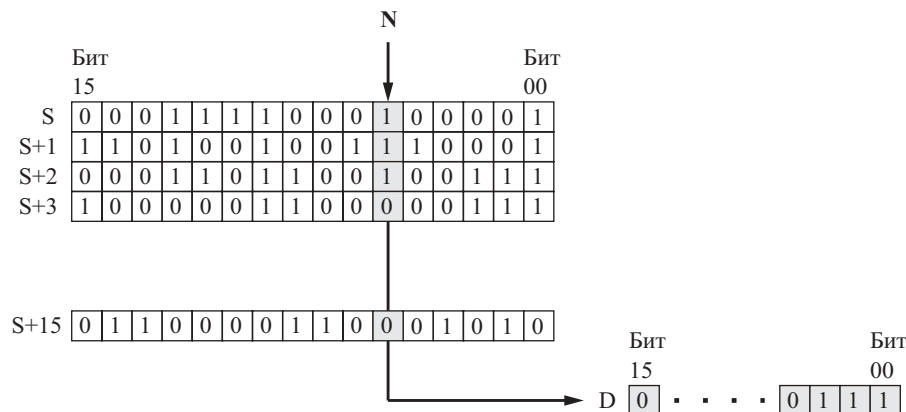 N
Бит Бит
15 00
S 0 0 0 1 1 1 1 0 0 0 1 0 0 0 0 1
S+1 1 1 0 1 0 0 1 0 0 1 1 1 0 0 0 1
S+2 0 0 0 1 1 0 1 1 0 0 1 0 0 1 1 1
S+3 1 0 0 0 0 0 1 1 0 0 0 0 0 1 1 1
S+15 0 1 1 0 0 0 0 1 1 0 0 0 1 0 1 0
Бит Бит
15 00
D 0 · · · · 0 1 1 1